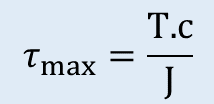 τmax = T.c / J